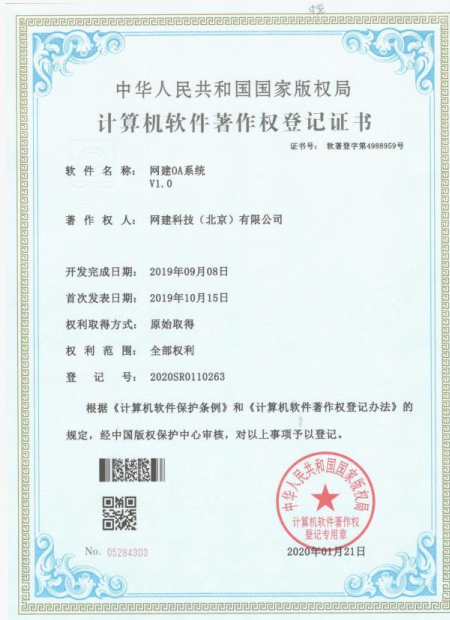 中华人民共和国国家版权局
计算机软件著作权登记证书
证书号： 软著登字第4988959号
软件名称： 网建OA系统
V1.0
著作权人： 网建科技（北京）有限公司
开发完成日期： 2019年09月08日
首次发表日期： 2019年10月15日
权利取得方式： 原始取得
权利范围： 全部权利
登记号： 2020SR0110263
根据《计算机软件保护条例》和《计算机软件著作权登记办法》的
规定，经中国版权保护中心审核，对以上事项予以登记。
中华人民共和国国家版权局
计算机软件著作权
登记专用章
No. 05284303
2020年01月21日